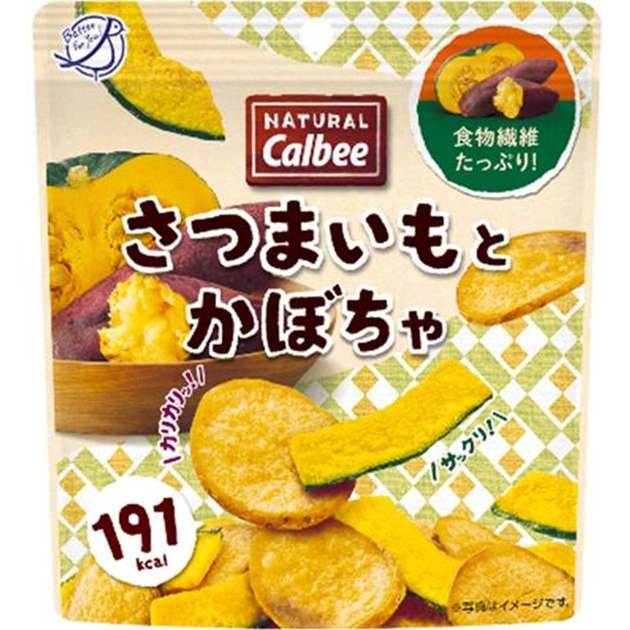 Better
for You!
NATURAL
Calbee
食物繊維
たっぷり!
さつまいもと
かぼちゃ
カリカリッ!
サックリ!
191
kcal
※写真はイメージです。